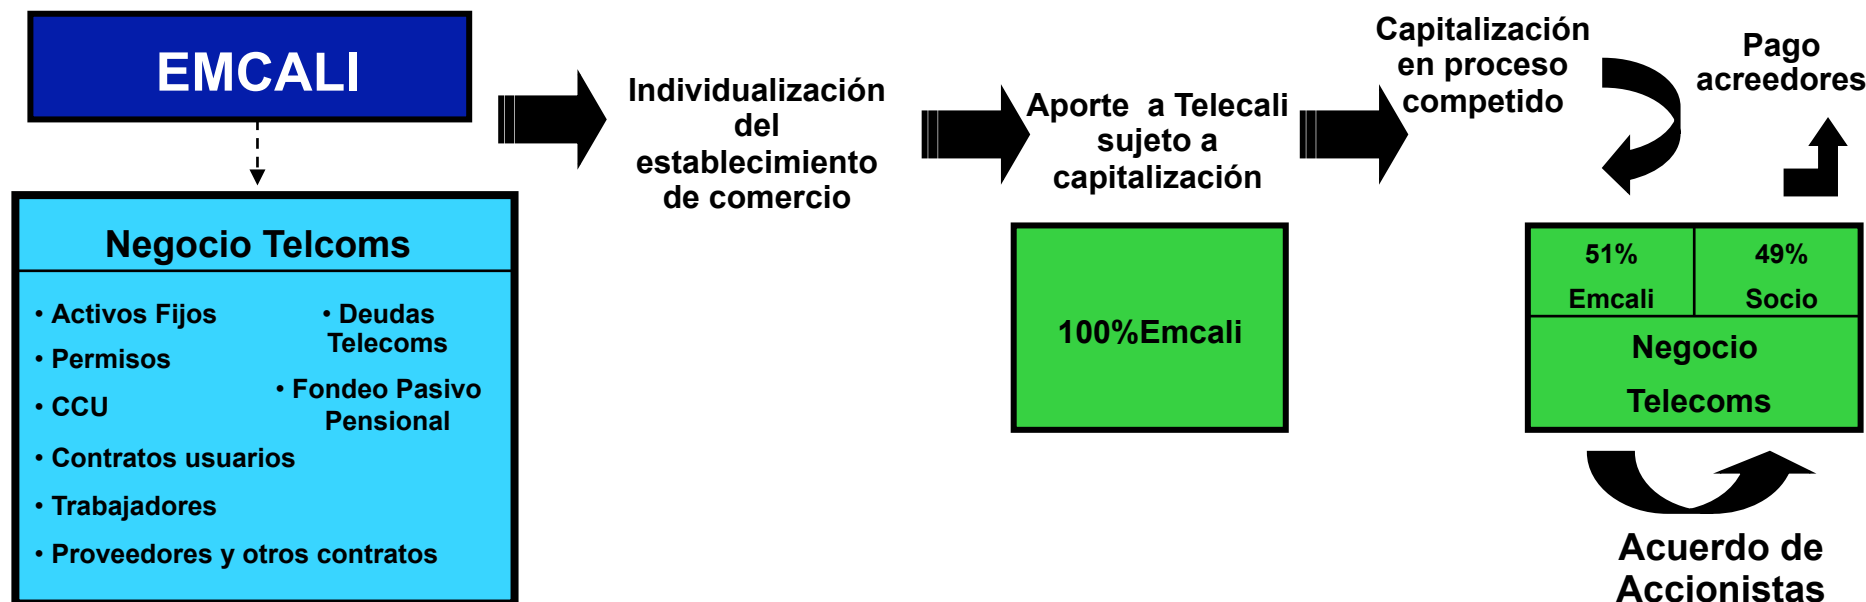 EMCALI
Negocio Telcoms
• Activos Fijos
• Permisos
• CCU
• Contratos usuarios
• Trabajadores
• Proveedores y otros contratos
• Deudas
Telecoms
• Fondeo Pasivo
Pensional
Individualización
del
establecimiento
de comercio
Aporte a Telecali
sujeto a
capitalización
100%Emcali
Capitalización
en proceso
competido
Pago
acreedores
51%
Emcali
49%
Socio
Negocio
Telecoms
Acuerdo de
Accionistas